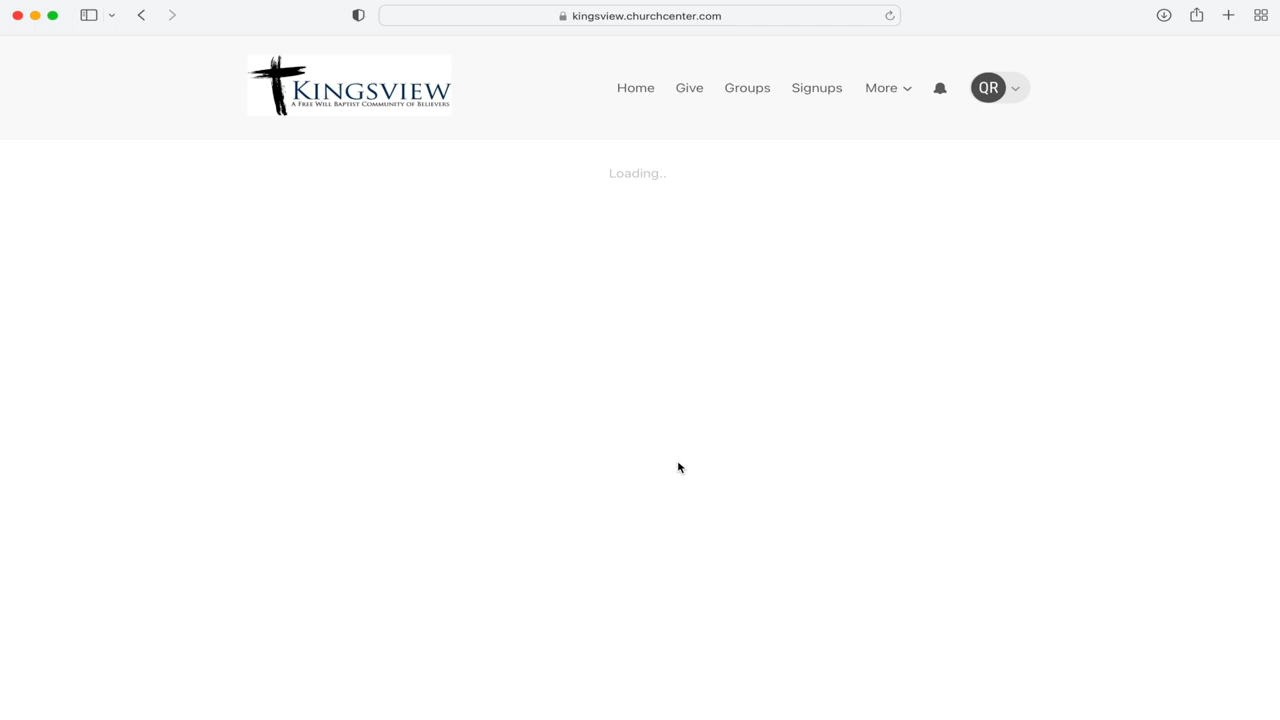 kingsview.churchcenter.com
KINGSVIEW
A FREE WILL BAPTIST COMMUNITY OF BELIEVERS
Home Give Groups Signups More QR
Loading..